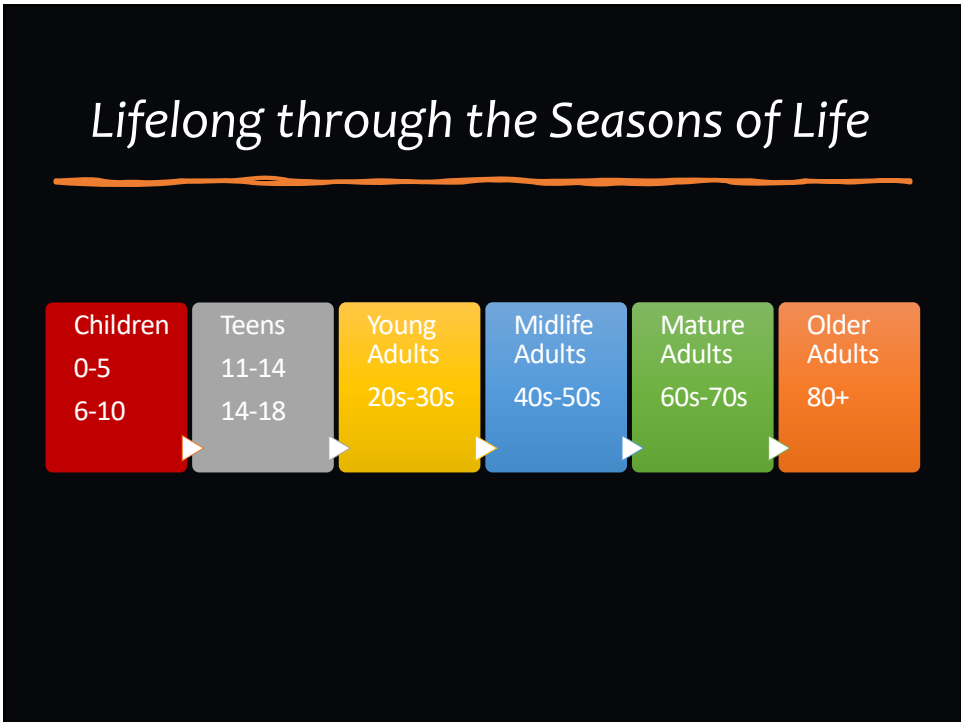 Lifelong through the Seasons of Life
Children
0-5
6-10
Teens
11-14
14-18
Young
Adults
20s-30s
Midlife
Adults
40s-50s
Mature
Adults
60s-70s
Older
Adults
80+